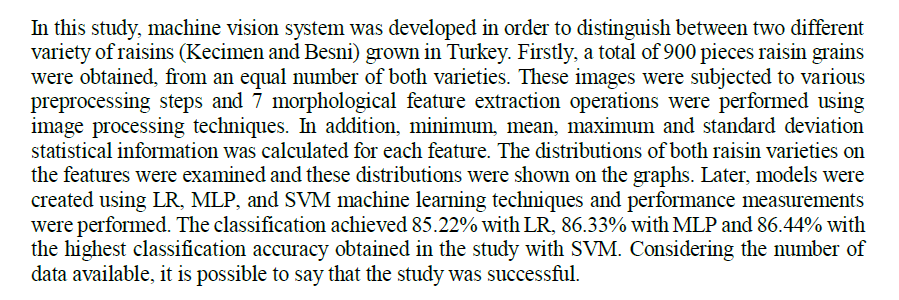 In this study, machine vision system was developed in order to distinguish between two different
variety of raisins (Kecimen and Besni) grown in Turkey. Firstly, a total of 900 pieces raisin grains
were obtained, from an equal number of both varieties. These images were subjected to various
preprocessing steps and 7 morphological feature extraction operations were performed using
image processing techniques. In addition, minimum, mean, maximum and standard deviation
statistical information was calculated for each feature. The distributions of both raisin varieties on
the features were examined and these distributions were shown on the graphs. Later, models were
created using LR, MLP, and SVM machine learning techniques and performance measurements
were performed. The classification achieved 85.22% with LR, 86.33% with MLP and 86.44% with
the highest classification accuracy obtained in the study with SVM. Considering the number of
data available, it is possible to say that the study was successful.